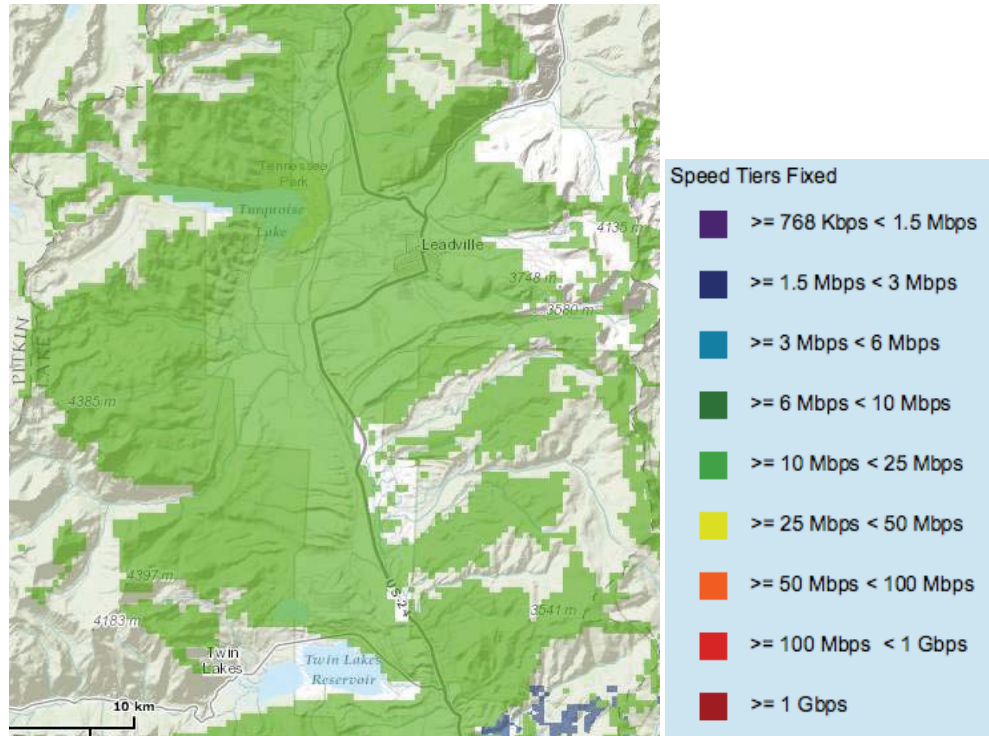 Tennessee
Park
Turquoise
Lake
Leadville
4135 m
3748 m
3580 m
PITKIN
LAKE
4385 m
4397 m
4183 m
US-24
3541 m
Twin
Lakes
Twin Lakes
Reservoir
10 km
Speed Tiers Fixed
>= 768 Kbps < 1.5 Mbps
>= 1.5 Mbps < 3 Mbps
>= 3 Mbps < 6 Mbps
>= 6 Mbps < 10 Mbps
>= 10 Mbps < 25 Mbps
>= 25 Mbps < 50 Mbps
>= 50 Mbps < 100 Mbps
>= 100 Mbps < 1 Gbps
>= 1 Gbps